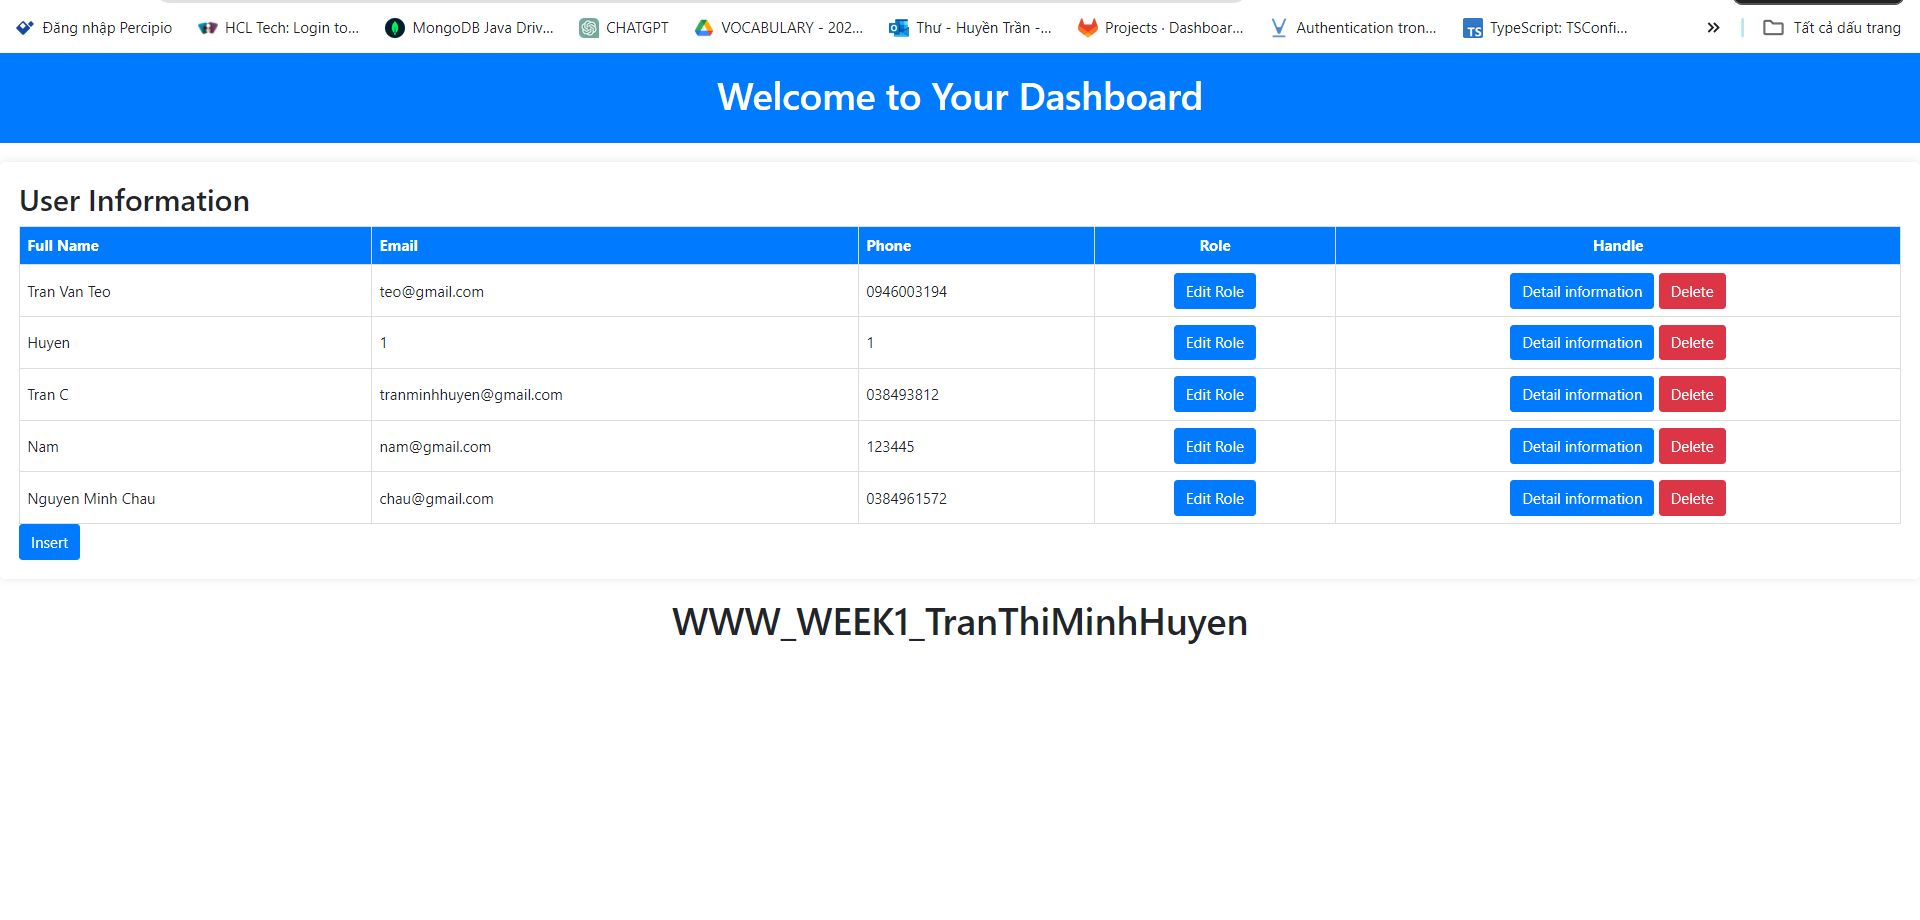 Đăng nhập Percipio HCL Tech: Login to... MongoDB Java Driv... CHATGPT VOCABULARY - 202... Thư - Huyền Trần -... Projects · Dashboar... Authentication tron... TS TypeScript: TSConfi... » Tất cả dấu trang
Welcome to Your Dashboard
User Information
Full Name Email Phone Role Handle
Tran Van Teo teo@gmail.com 0946003194 Edit Role Detail information Delete
Huyen 1 1 Edit Role Detail information Delete
Tran C tranminhhuyen@gmail.com 038493812 Edit Role Detail information Delete
Nam nam@gmail.com 123445 Edit Role Detail information Delete
Nguyen Minh Chau chau@gmail.com 0384961572 Edit Role Detail information Delete
Insert
WWW_WEEK1_TranThiMinhHuyen